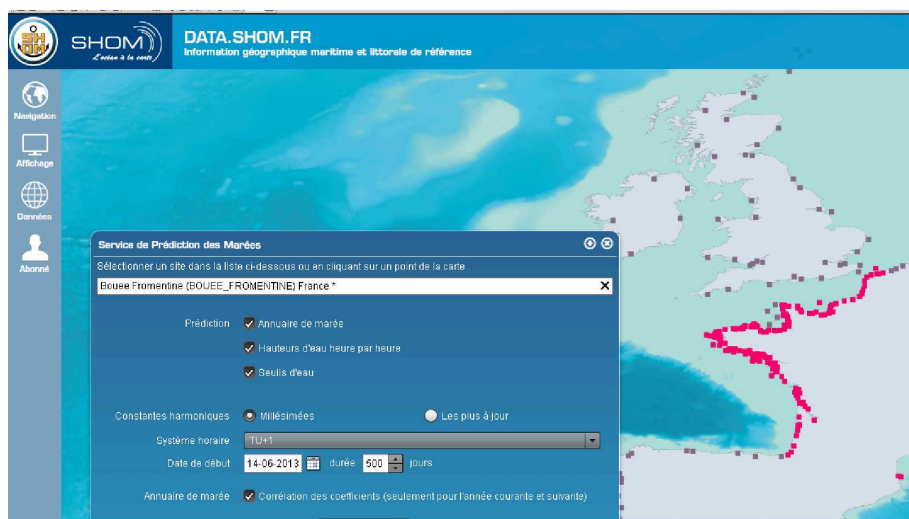 SHOM
L'océan à la carte
DATA.SHOM.FR
Information géographique maritime et littorale de référence
Navigation
Affichage
Données
Abonné
Service de Prédiction des Marées
Sélectionner un site dans la liste ci-dessous ou en cliquant sur un point de la carte
Bouee Fromentine (BOUEE_FROMENTINE) France *
Prédiction
Annuaire de marée
Hauteurs d'eau heure par heure
Seuils d'eau
Constantes harmoniques
Millésimées
Les plus à jour
Système horaire
TU+1
Date de début
14-06-2013
durée
500
jours
Annuaire de marée
Corrélation des coefficients (seulement pour l'année courante et suivante)